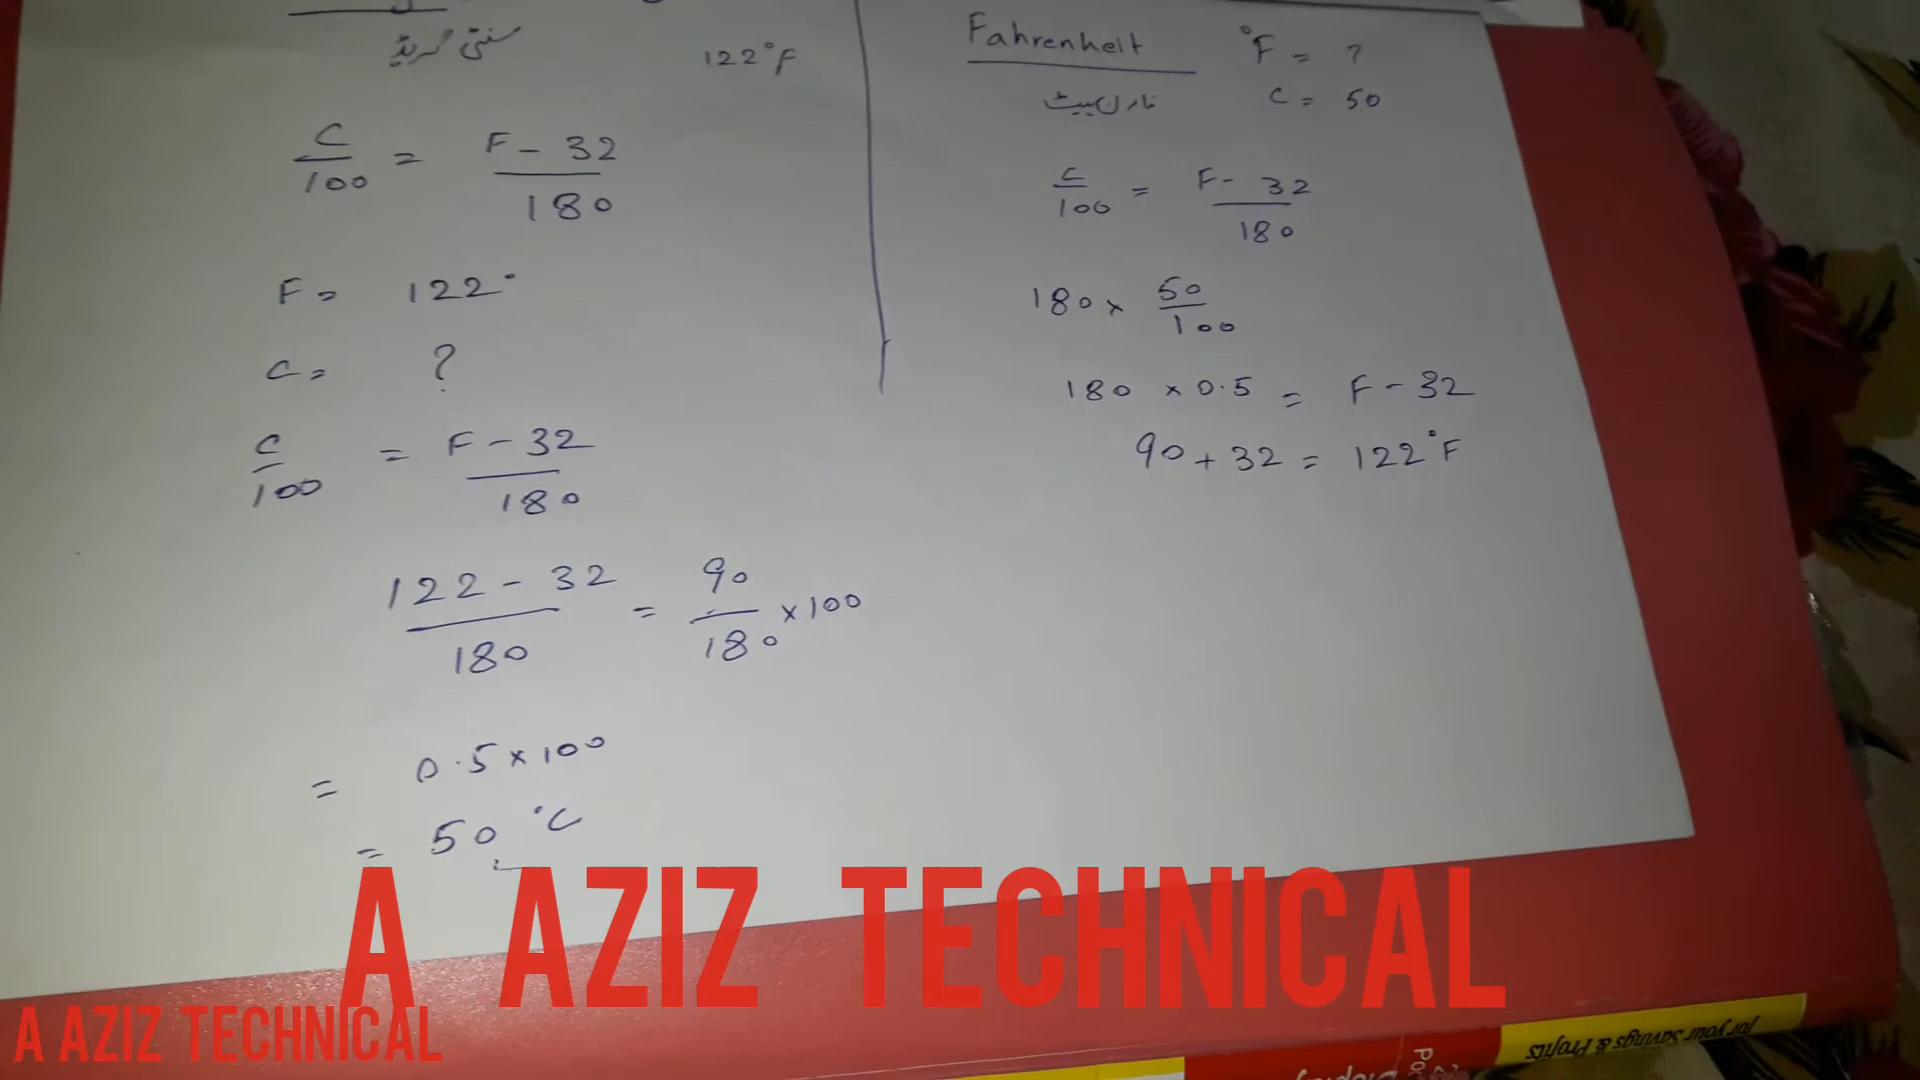 سنٹی گریڈ
122°F
C/100 = F - 32/180
F = 122°
C = ?
C/100 = F - 32/180
122 - 32/180 = 90/180 x 100
= 0.5 x 100
= 50 °C
Fahrenheit °F = ?
فارن ہیٹ C = 50
C/100 = F - 32/180
180 x 50/100
180 x 0.5 = F - 32
90 + 32 = 122°F
A AZIZ TECHNICAL
A AZIZ TECHNICAL
for your Savings & Profits